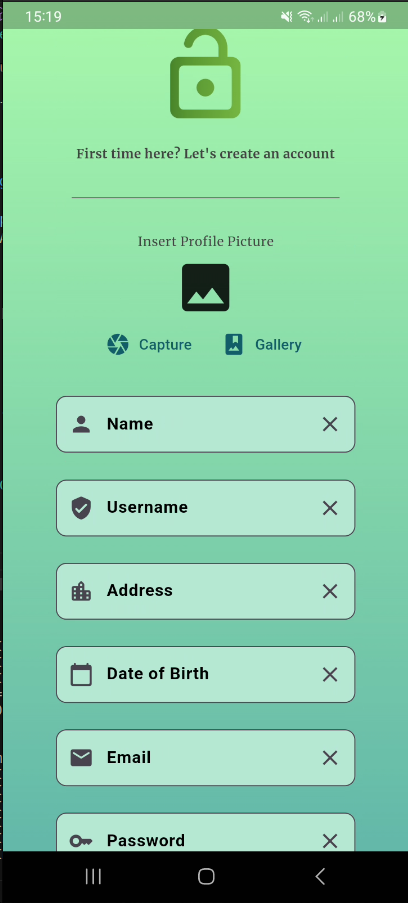 15:19
68%
First time here? Let's create an account
Insert Profile Picture
Capture
Gallery
Name
Username
Address
Date of Birth
Email
Password